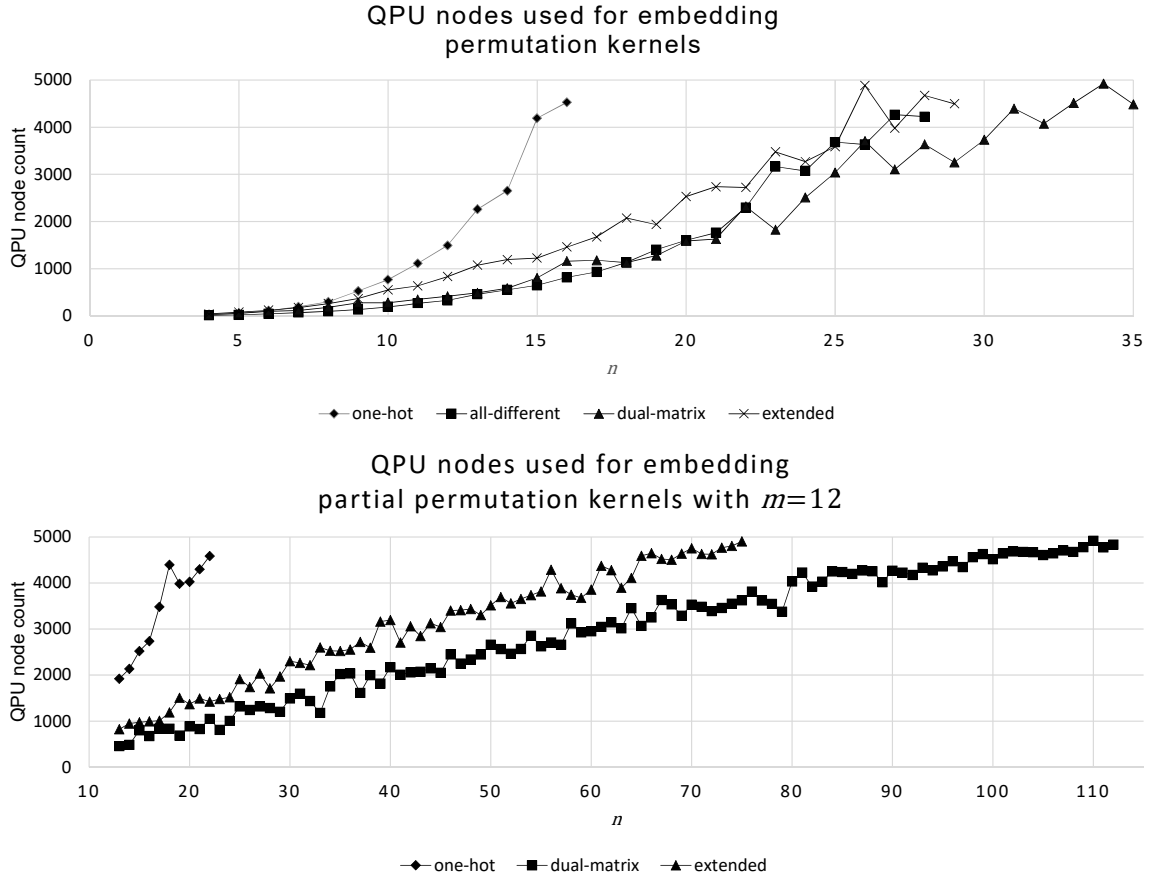 QPU nodes used for embedding
permutation kernels
QPU node count
5000
4000
3000
2000
1000
0
0 5 10 15 20 25 30 35
n
one-hot all-different dual-matrix extended
QPU nodes used for embedding
partial permutation kernels with m=12
QPU node count
5000
4000
3000
2000
1000
0
10 20 30 40 50 60 70 80 90 100 110
n
one-hot dual-matrix extended